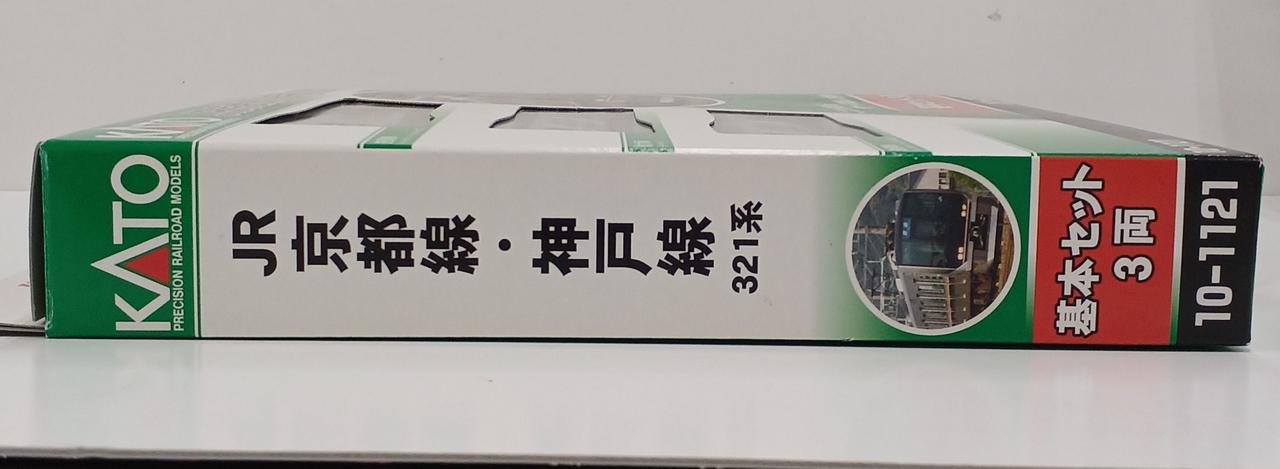 KATO
PRECISION RAILROAD MODELS
JR
京都線・神戸線
321系
基本セット
3両
10-1121